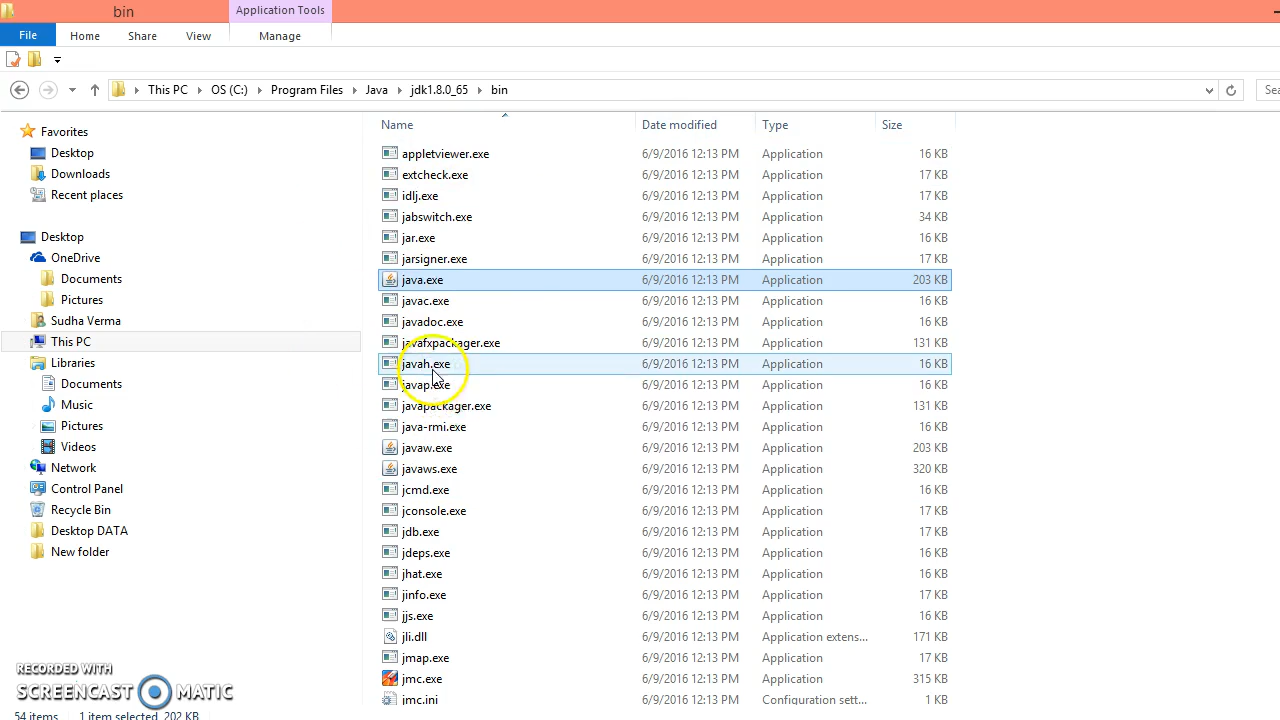 bin
Application Tools
File Home Share View Manage
This PC OS (C:) Program Files Java jdk1.8.0_65 bin
Sea
Name Date modified Type Size
Favorites
Desktop
Downloads
Recent places
Desktop
OneDrive
Documents
Pictures
Sudha Verma
This PC
Libraries
Documents
Music
Pictures
Videos
Network
Control Panel
Recycle Bin
Desktop DATA
New folder
appletviewer.exe 6/9/2016 12:13 PM Application 16 KB
extcheck.exe 6/9/2016 12:13 PM Application 17 KB
idlj.exe 6/9/2016 12:13 PM Application 17 KB
jabswitch.exe 6/9/2016 12:13 PM Application 34 KB
jar.exe 6/9/2016 12:13 PM Application 16 KB
jarsigner.exe 6/9/2016 12:13 PM Application 17 KB
java.exe 6/9/2016 12:13 PM Application 203 KB
javac.exe 6/9/2016 12:13 PM Application 16 KB
javadoc.exe 6/9/2016 12:13 PM Application 16 KB
javafxpackager.exe 6/9/2016 12:13 PM Application 131 KB
javah.exe 6/9/2016 12:13 PM Application 16 KB
javap.exe 6/9/2016 12:13 PM Application 16 KB
javapackager.exe 6/9/2016 12:13 PM Application 131 KB
java-rmi.exe 6/9/2016 12:13 PM Application 16 KB
javaw.exe 6/9/2016 12:13 PM Application 203 KB
javaws.exe 6/9/2016 12:13 PM Application 320 KB
jcmd.exe 6/9/2016 12:13 PM Application 16 KB
jconsole.exe 6/9/2016 12:13 PM Application 17 KB
jdb.exe 6/9/2016 12:13 PM Application 16 KB
jdeps.exe 6/9/2016 12:13 PM Application 16 KB
jhat.exe 6/9/2016 12:13 PM Application 16 KB
jinfo.exe 6/9/2016 12:13 PM Application 17 KB
jjs.exe 6/9/2016 12:13 PM Application 16 KB
jli.dll 6/9/2016 12:13 PM Application extens... 171 KB
jmap.exe 6/9/2016 12:13 PM Application 16 KB
jmc.exe 6/9/2016 12:13 PM Application 315 KB
jmc.ini 6/9/2016 12:13 PM Configuration sett... 1 KB
RECORDED WITH
SCREENCAST MATIC
54 items 1 item selected, 202 KB